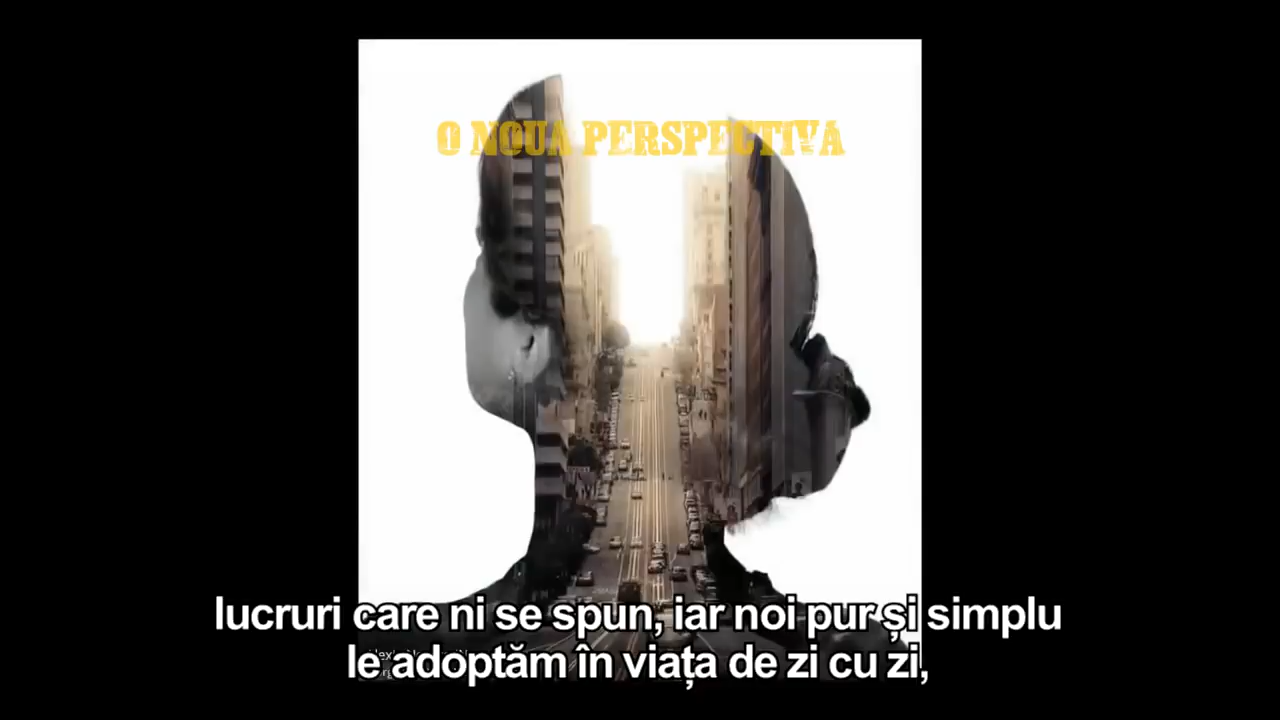 O NOUA PERSPECTIVĂ
lucruri care ni se spun, iar noi pur și simplu
le adoptăm în viața de zi cu zi,